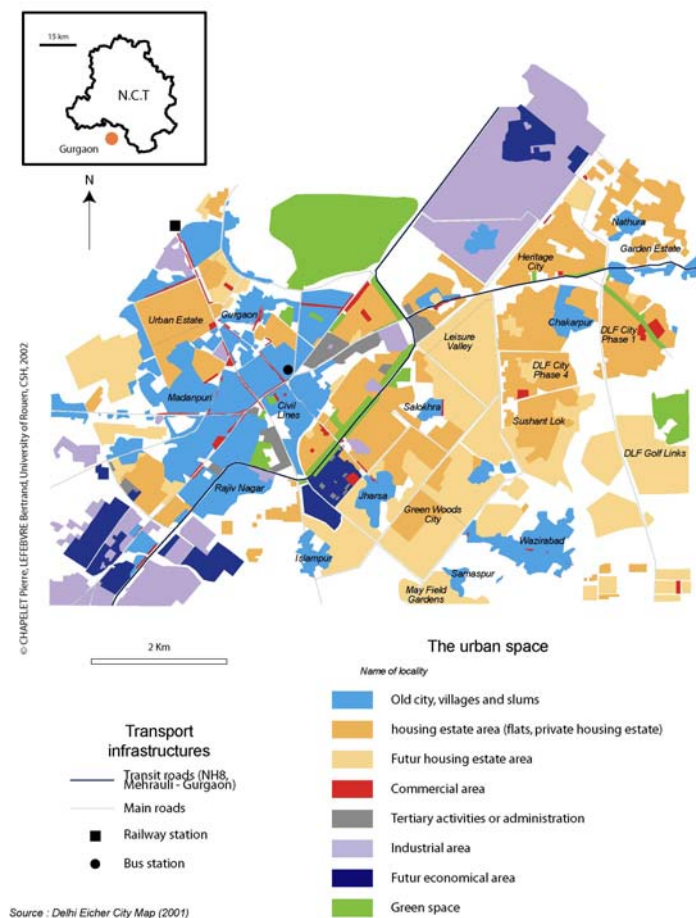 15 km
N.C.T
Gurgaon
N
Nathura
Garden Estate
Heritage
City
Urban Estate
Gurgaon
Leisure
Valley
Chakarpur
DLF City
Phase 1
DLF City
Phase 4
Madanpuri
Civil
Lines
Salokhra
Sushant Lok
DLF Golf Links
Rajiv Nagar
Jharsa
Green Woods
City
Wazirabad
Islampur
Samaspur
May Field
Gardens
© CHAPELET Pierre, LEFEBVRE Bertrand, University of Rouen, CSH, 2002
2 Km
The urban space
Name of locality
Old city, villages and slums
housing estate area (flats, private housing estate)
Futur housing estate area
Commercial area
Tertiary activities or administration
Industrial area
Futur economical area
Green space
Transport
infrastructures
Transit roads (NH8,
Mehrauli - Gurgaon)
Main roads
Railway station
Bus station
Source : Delhi Eicher City Map (2001)